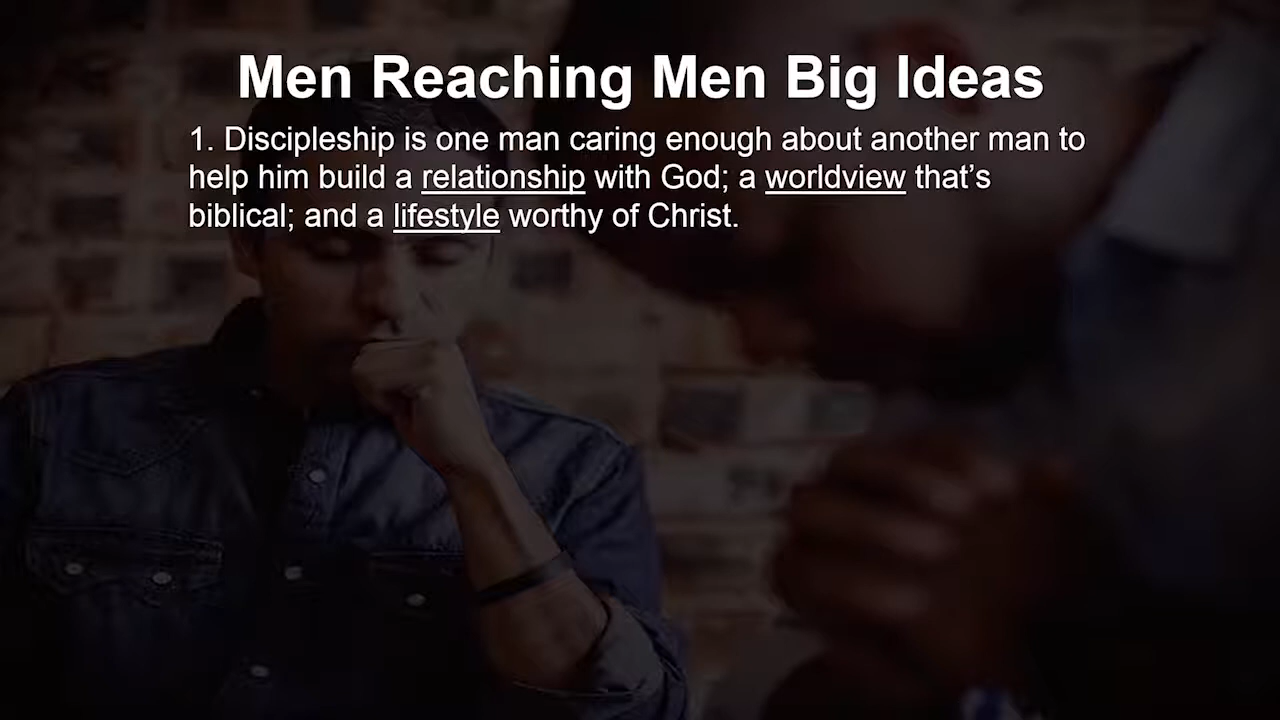 Men Reaching Men Big Ideas
1. Discipleship is one man caring enough about another man to
help him build a relationship with God; a worldview that’s
biblical; and a lifestyle worthy of Christ.